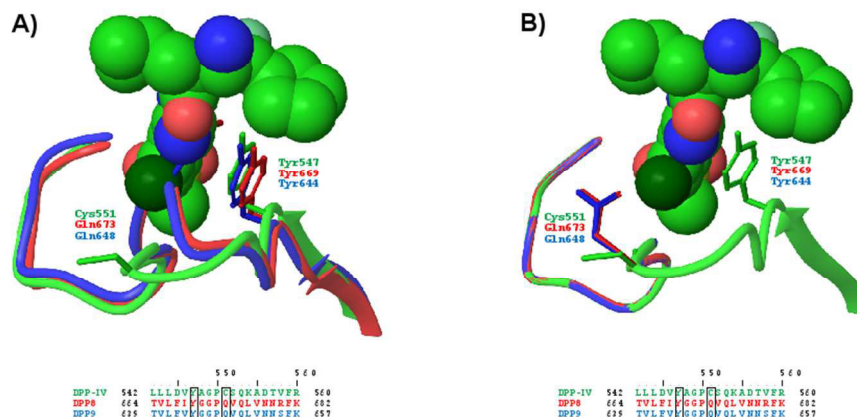 A)
B)
Tyr547
Tyr669
Tyr644
Cys551
Gln673
Gln648
Tyr547
Tyr669
Tyr644
Cys551
Gln673
Gln648
550 560
DPP-IV 542 LLLDVYAGPCSQKADTVFR 560
DPP8 664 TVLFIYGGPQVQLVNNRFK 682
DPP9 639 TVLFVYGGPQVQLVNNSFK 657
550 560
DPP-IV 542 LLLDVYAGPCSQKADTVFR 560
DPP8 664 TVLFIYGGPQVQLVNNRFK 682
DPP9 639 TVLFVYGGPQVQLVNNSFK 657